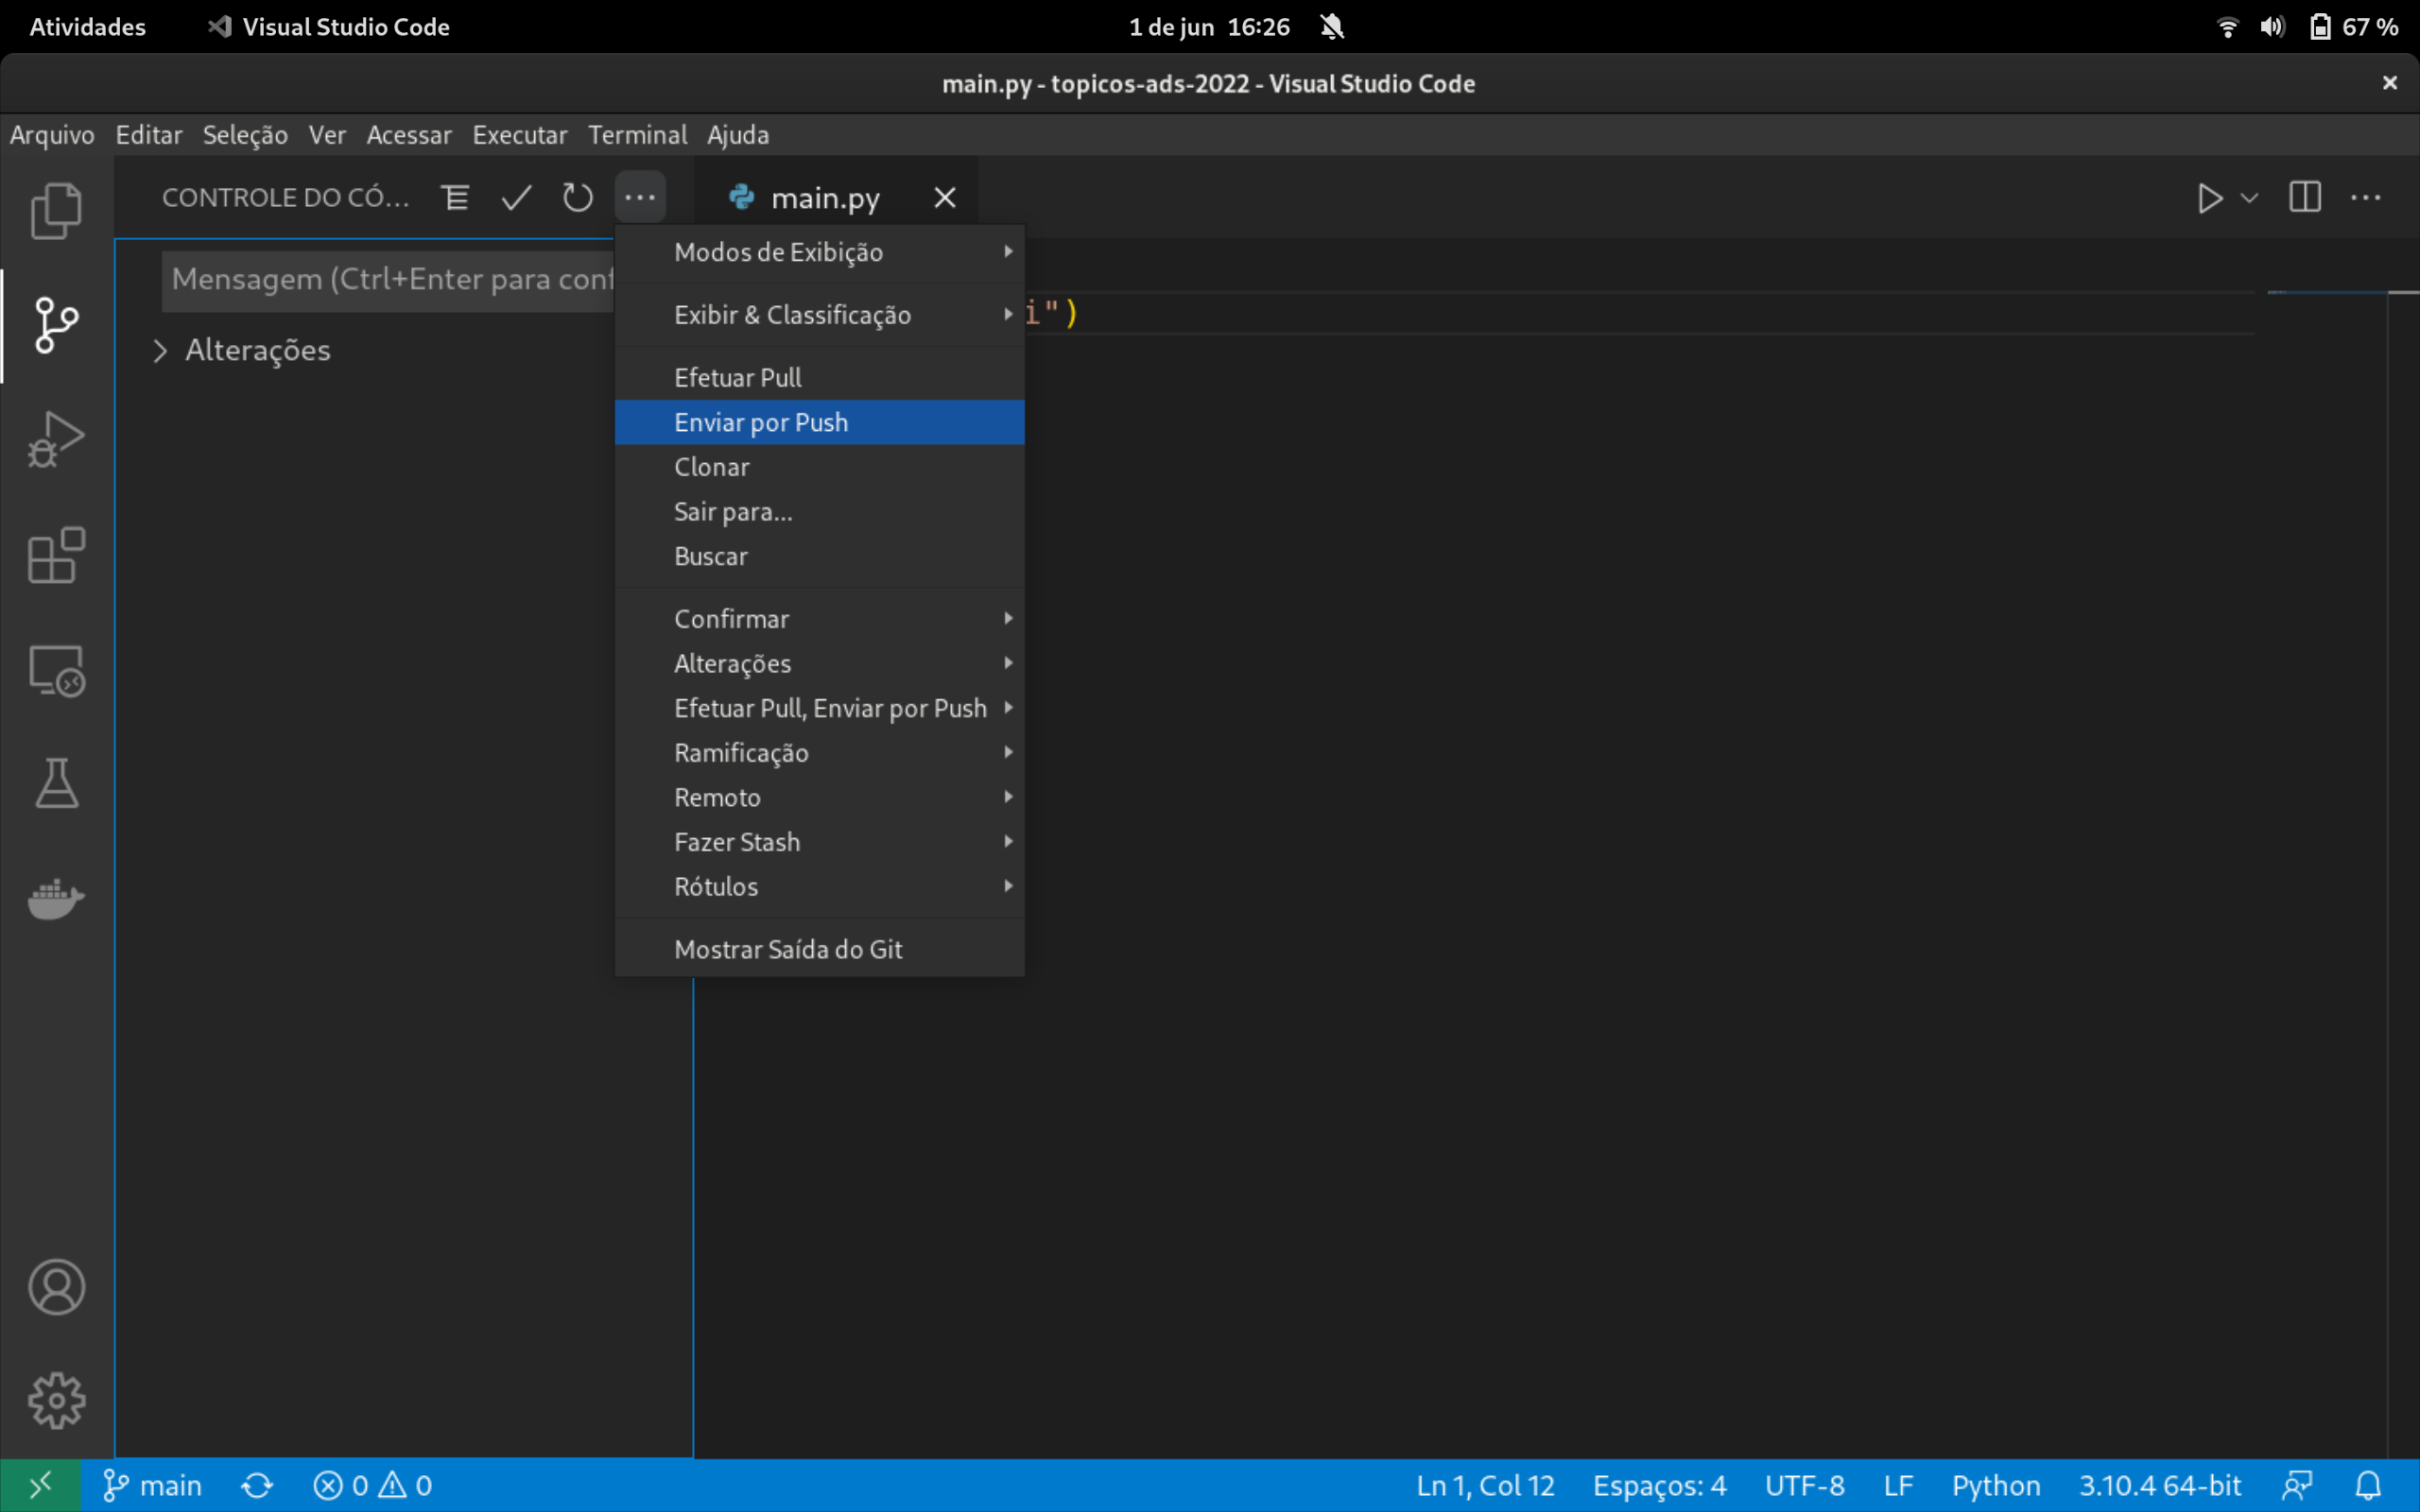 Atividades Visual Studio Code 1 de jun 16:26 67 %
main.py - topicos-ads-2022 - Visual Studio Code
Arquivo Editar Seleção Ver Acessar Executar Terminal Ajuda
CONTROLE DO CÓ... main.py
Mensagem (Ctrl+Enter para conf
Alterações
Modos de Exibição
Exibir & Classificação
Efetuar Pull
Enviar por Push
Clonar
Sair para...
Buscar
Confirmar
Alterações
Efetuar Pull, Enviar por Push
Ramificação
Remoto
Fazer Stash
Rótulos
Mostrar Saída do Git
i")
main 0 0 Ln 1, Col 12 Espaços: 4 UTF-8 LF Python 3.10.4 64-bit